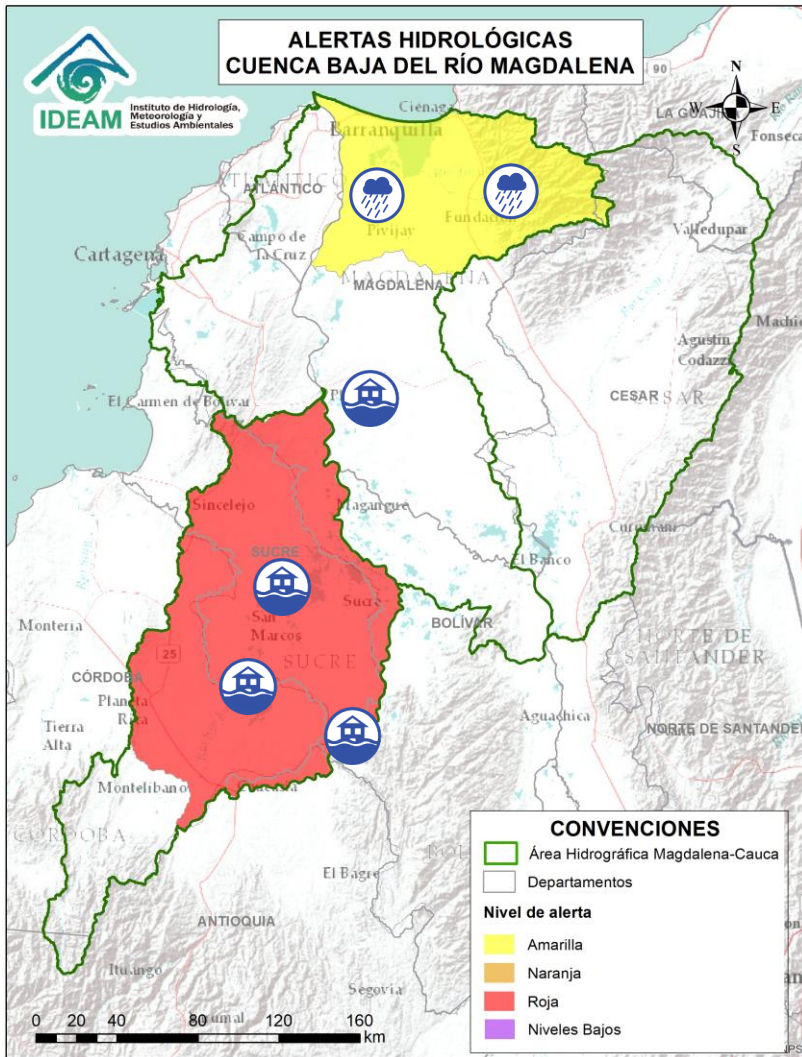 ALERTAS HIDROLÓGICAS
CUENCA BAJA DEL RÍO MAGDALENA
IDEAM
Instituto de Hidrología,
Meteorología y
Estudios Ambientales
90
N
W E
S
Ciénaga
LA GUAJIRA
Fonseca
Barranquilla
ATLÁNTICO
Fundación
Pivijay
Valledupar
Cartagena
Campo de
la Cruz
MAGDALENA
MAGDALENA
Agustín
Codazzi
El Carmen de Bolívar
CESAR
CESAR
Sincelejo
Magangué
SUCRE
El Banco
Sucre
San
Marcos
BOLÍVAR
Montería
25
SUCRE
NORTE DE
SANTANDER
CÓRDOBA
Planeta
Rica
Aguachica
Tierra
Alta
NORTE DE SANTANDER
Montelibano
CÓRDOBA
El Bagre
ANTIOQUIA
Ituango
Segovia
0 20 40 80 120 160
km
CONVENCIONES
Área Hidrográfica Magdalena-Cauca
Departamentos
Nivel de alerta
Amarilla
Naranja
Roja
Niveles Bajos